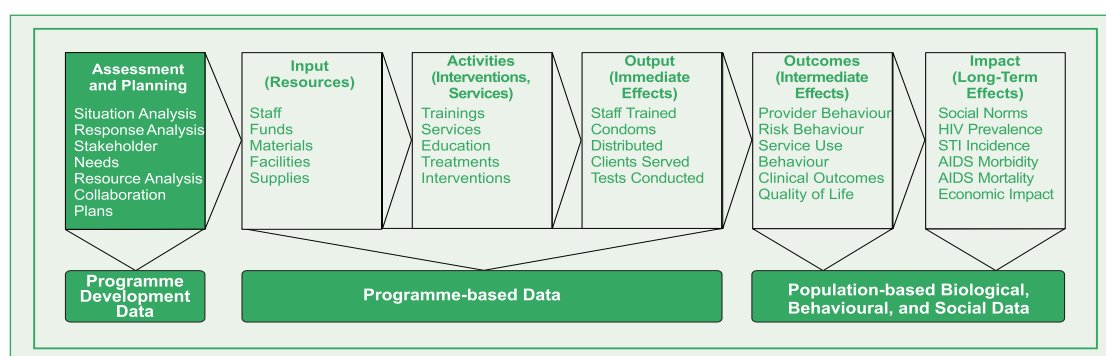 Assessment
and Planning
Situation Analysis
Response Analysis
Stakeholder
Needs
Resource Analysis
Collaboration
Plans
Input
(Resources)
Staff
Funds
Materials
Facilities
Supplies
Activities
(Interventions,
Services)
Trainings
Services
Education
Treatments
Interventions
Output
(Immediate
Effects)
Staff Trained
Condoms
Distributed
Clients Served
Tests Conducted
Outcomes
(Intermediate
Effects)
Provider Behaviour
Risk Behaviour
Service Use
Behaviour
Clinical Outcomes
Quality of Life
Impact
(Long-Term
Effects)
Social Norms
HIV Prevalence
STI Incidence
AIDS Morbidity
AIDS Mortality
Economic Impact
Programme
Development
Data
Programme-based Data
Population-based Biological,
Behavioural, and Social Data